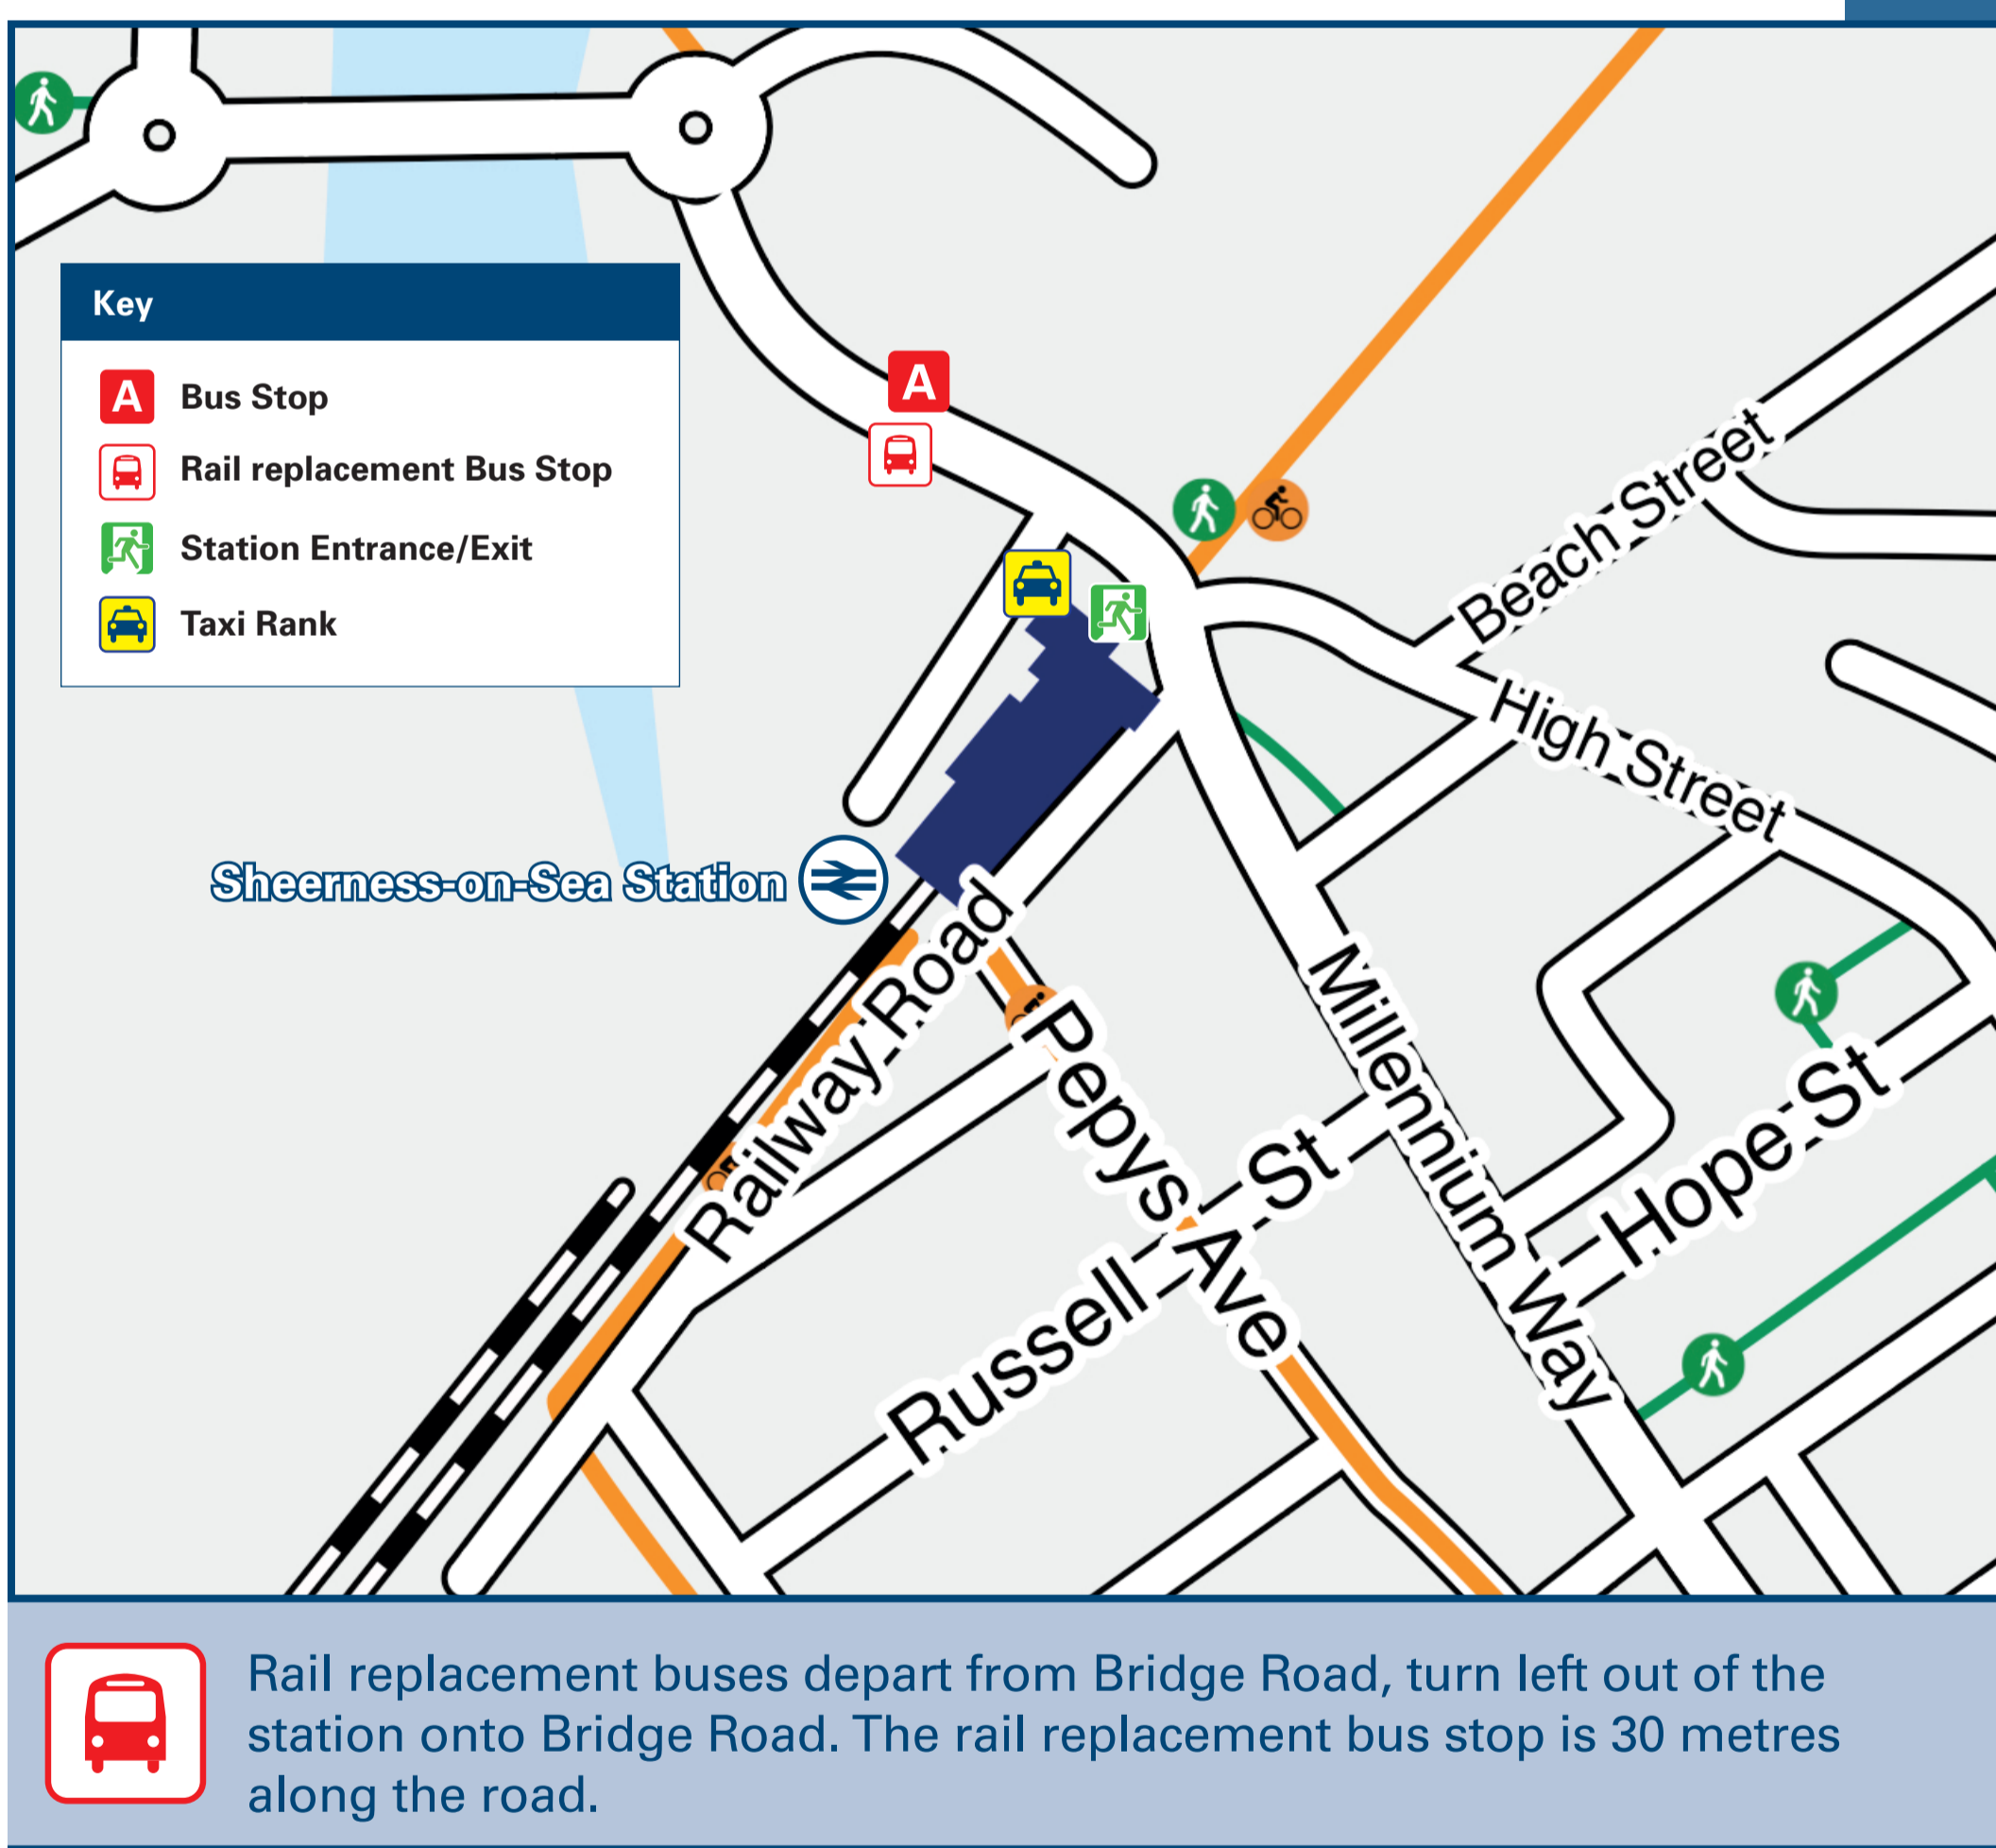 Key
A
Bus Stop
Rail replacement Bus Stop
Station Entrance/Exit
Taxi Rank
A
Beach Street
High Street
Sheerness-on-Sea Station
Railway Road
Pepys Ave
Millennium Way
Russell St
Hope St
Rail replacement buses depart from Bridge Road, turn left out of the
station onto Bridge Road. The rail replacement bus stop is 30 metres
along the road.